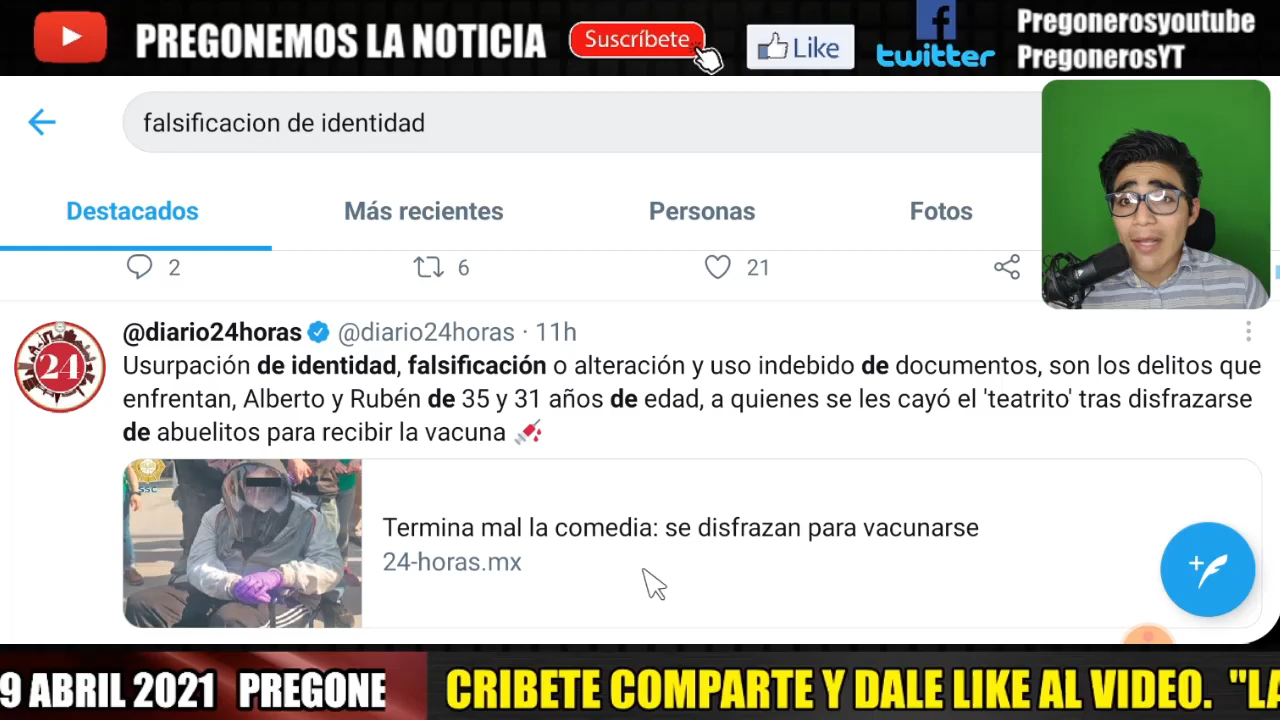 PREGONEMOS LA NOTICIA
Suscríbete
Like
twitter
Pregonerosyoutube
PregonerosYT
falsificacion de identidad
Destacados
Más recientes
Personas
Fotos
2
6
21
24
@diario24horas @diario24horas · 11h
Usurpación de identidad, falsificación o alteración y uso indebido de documentos, son los delitos que
enfrentan, Alberto y Rubén de 35 y 31 años de edad, a quienes se les cayó el 'teatrito' tras disfrazarse
de abuelitos para recibir la vacuna
SSC
Termina mal la comedia: se disfrazan para vacunarse
24-horas.mx
9 ABRIL 2021 PREGONE
CRIBETE COMPARTE Y DALE LIKE AL VIDEO. "LA